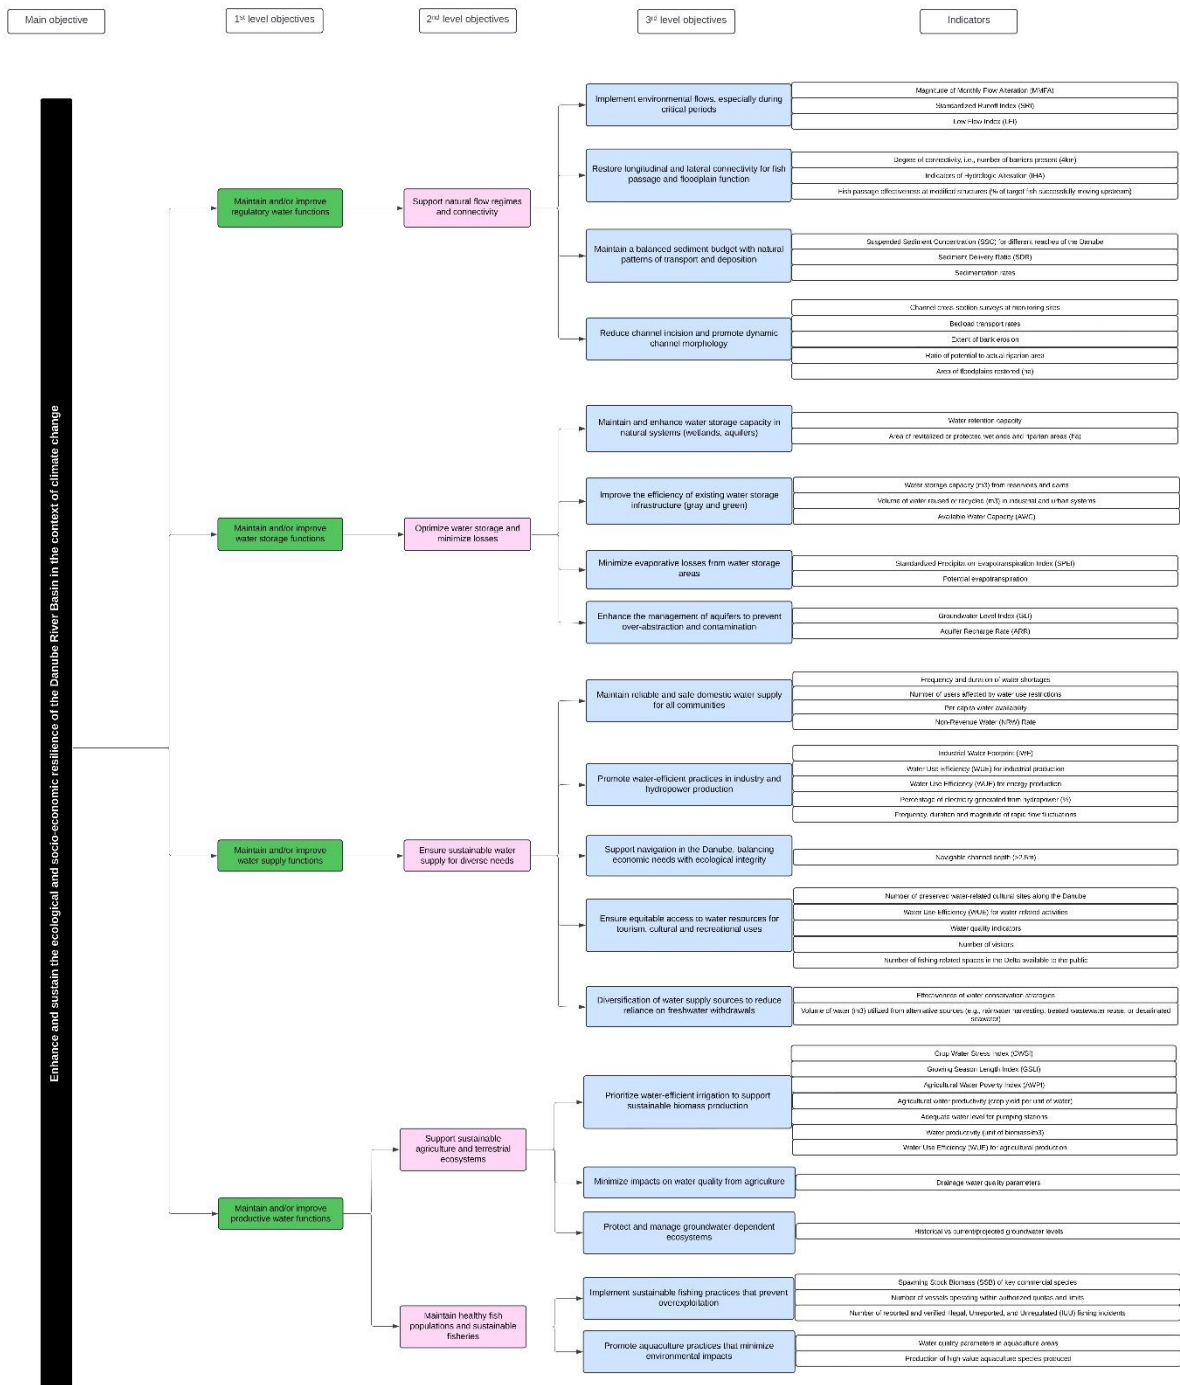 Main objective
1st level objectives
2nd level objectives
3rd level objectives
Indicators
Enhance and sustain the ecological and socio-economic resilience of the Danube River Basin in the context of climate change
Maintain and/or improve
regulatory water functions
Support natural flow regimes
and connectivity
Implement environmental flows, especially during
critical periods
Magnitude of Monthly Flow Alteration (MMFA)
Standardized Runoff Index (SRI)
Low Flow Index (LFI)
Restore longitudinal and lateral connectivity for fish
passage and floodplain function
Degree of connectivity, i.e., number of barriers present (4km)
Indicators of Hydrologic Alteration (IHA)
Fish passage effectiveness at modified structures (% of target fish successfully moving upstream)
Maintain a balanced sediment budget with natural
patterns of transport and deposition
Suspended Sediment Concentration (SSC) for different reaches of the Danube
Sediment Delivery Ratio (SDR)
Sedimentation rates
Reduce channel incision and promote dynamic
channel morphology
Channel cross-section surveys at monitoring sites
Bedload transport rates
Extent of bank erosion
Ratio of potential to actual riparian area
Area of floodplains restored (ha)
Maintain and/or improve
water storage functions
Optimize water storage and
minimize losses
Maintain and enhance water storage capacity in
natural systems (wetlands, aquifers)
Water retention capacity
Area of revitalized or protected wetlands and riparian areas (ha)
Improve the efficiency of existing water storage
infrastructure (gray and green)
Water storage capacity (m3) from reservoirs and dams
Volume of water reused or recycled (m3) in industrial and urban systems
Available Water Capacity (AWC)
Minimize evaporative losses from water storage
areas
Standardized Precipitation Evapotranspiration Index (SPEI)
Potential evapotranspiration
Enhance the management of aquifers to prevent
over-abstraction and contamination
Groundwater Level Index (GLI)
Aquifer Recharge Rate (ARR)
Maintain and/or improve
water supply functions
Ensure sustainable water
supply for diverse needs
Maintain reliable and safe domestic water supply
for all communities
Frequency and duration of water shortages
Number of users affected by water use restrictions
Per capita water availability
Non-Revenue Water (NRW) Rate
Promote water-efficient practices in industry and
hydropower production
Industrial Water Footprint (IWF)
Water Use Efficiency (WUE) for industrial production
Water Use Efficiency (WUE) for energy production
Percentage of electricity generated from hydropower (%)
Frequency, duration and magnitude of rapid flow fluctuations
Support navigation in the Danube, balancing
economic needs with ecological integrity
Navigable channel depth (>2.5m)
Ensure equitable access to water resources for
tourism, cultural and recreational uses
Number of preserved water-related cultural sites along the Danube
Water Use Efficiency (WUE) for water related activities
Water quality indicators
Number of visitors
Number of fishing related spaces in the Delta available to the public
Diversification of water supply sources to reduce
reliance on freshwater withdrawals
Effectiveness of water conservation strategies
Volume of water (m3) utilized from alternative sources (e.g., rainwater harvesting, treated wastewater reuse, or desalinated
seawater)
Maintain and/or improve
productive water functions
Support sustainable
agriculture and terrestrial
ecosystems
Prioritize water-efficient irrigation to support
sustainable biomass production
Crop Water Stress Index (CWSI)
Growing Season Length Index (GSLI)
Agricultural Water Poverty Index (AWPI)
Agricultural water productivity (crop yield per unit of water)
Adequate water level for pumping stations
Water productivity (unit of biomass/m3)
Water Use Efficiency (WUE) for agricultural production
Minimize impacts on water quality from agriculture
Drainage water quality parameters
Protect and manage groundwater-dependent
ecosystems
Historical vs current/projected groundwater levels
Maintain healthy fish
populations and sustainable
fisheries
Implement sustainable fishing practices that prevent
overexploitation
Spawning Stock Biomass (SSB) of key commercial species
Number of vessels operating within authorized quotas and limits
Number of reported and verified Illegal, Unreported, and Unregulated (IUU) fishing incidents
Promote aquaculture practices that minimize
environmental impacts
Water quality parameters in aquaculture areas
Production of high-value aquaculture species produced